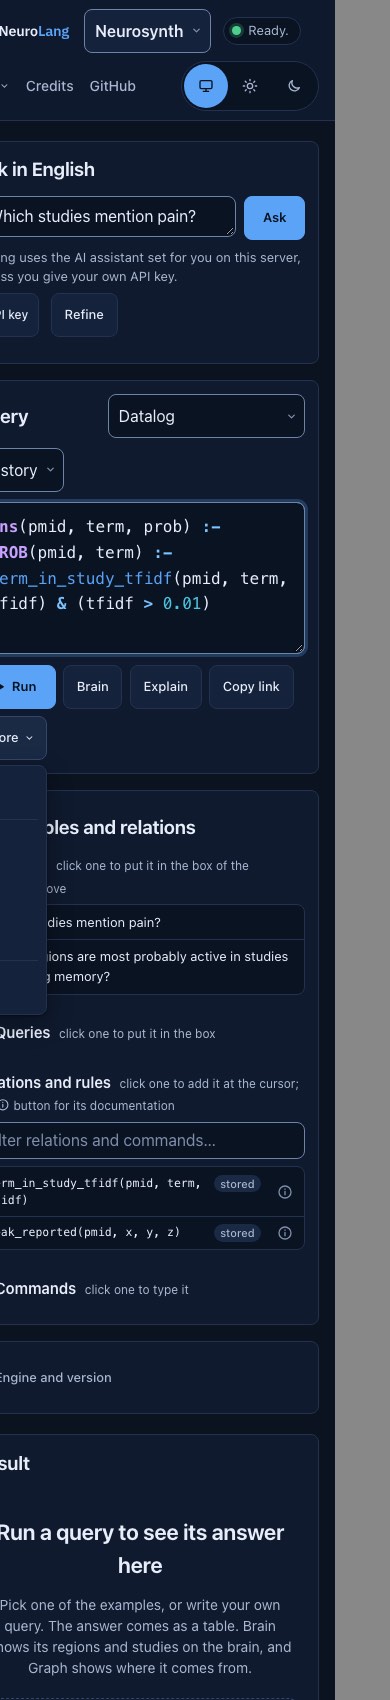 NeuroLang Neurosynth Ready.
Credits GitHub
k in English
Which studies mention pain? Ask
ng uses the AI assistant set for you on this server,
ss you give your own API key.
PI key Refine
ery Datalog
story
ns(pmid, term, prob) :-
ROB(pmid, term) :-
erm_in_study_tfidf(pmid, term,
fidf) & (tfidf > 0.01)
Run Brain Explain Copy link
ore
ples and relations
click one to put it in the box of the
ove
dies mention pain?
ions are most probably active in studies
g memory?
Queries click one to put it in the box
ations and rules click one to add it at the cursor;
button for its documentation
lter relations and commands...
erm_in_study_tfidf(pmid, term, stored
idf)
eak_reported(pmid, x, y, z) stored
Commands click one to type it
Engine and version
sult
Run a query to see its answer
here
Pick one of the examples, or write your own
query. The answer comes as a table. Brain
hows its regions and studies on the brain, and
Graph shows where it comes from.